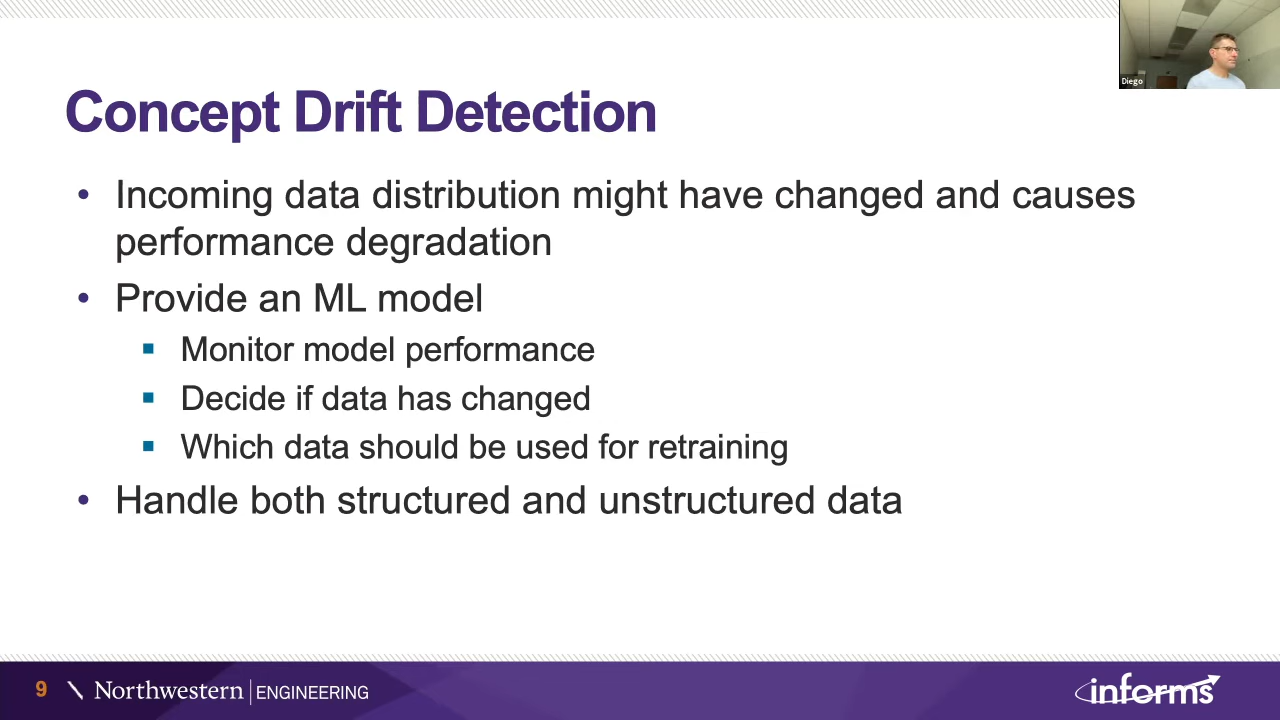 Diego
Concept Drift Detection
• Incoming data distribution might have changed and causes
performance degradation
• Provide an ML model
▪ Monitor model performance
▪ Decide if data has changed
▪ Which data should be used for retraining
• Handle both structured and unstructured data
9 Northwestern | ENGINEERING
informs